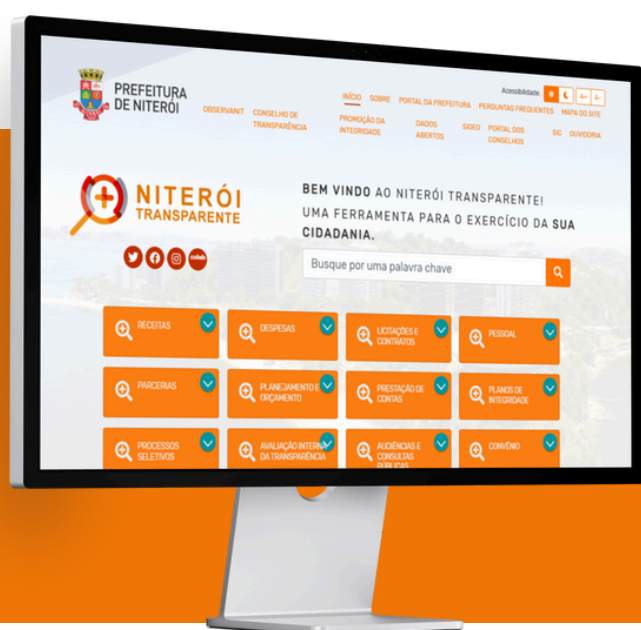 PREFEITURA
DE NITERÓI
Acessibilidade:
A+ A-
INÍCIO SOBRE PORTAL DA PREFEITURA PERGUNTAS FREQUENTES MAPA DO SITE
OBSERVANIT CONSELHO DE TRANSPARÊNCIA PROMOÇÃO DA INTEGRIDADE DADOS ABERTOS SIGEO PORTAL DOS CONSELHOS SIC OUVIDORIA
NITERÓI
TRANSPARENTE
colab
BEM VINDO AO NITERÓI TRANSPARENTE!
UMA FERRAMENTA PARA O EXERCÍCIO DA SUA
CIDADANIA.
Busque por uma palavra chave
RECEITAS
DESPESAS
LICITAÇÕES E
CONTRATOS
PESSOAL
PARCERIAS
PLANEJAMENTO E
ORÇAMENTO
PRESTAÇÃO DE
CONTAS
PLANOS DE
INTEGRIDADE
PROCESSOS
SELETIVOS
AVALIAÇÃO INTERNA
DA TRANSPARÊNCIA
AUDIÊNCIAS E
CONSULTAS
PÚBLICAS
CONVÊNIO